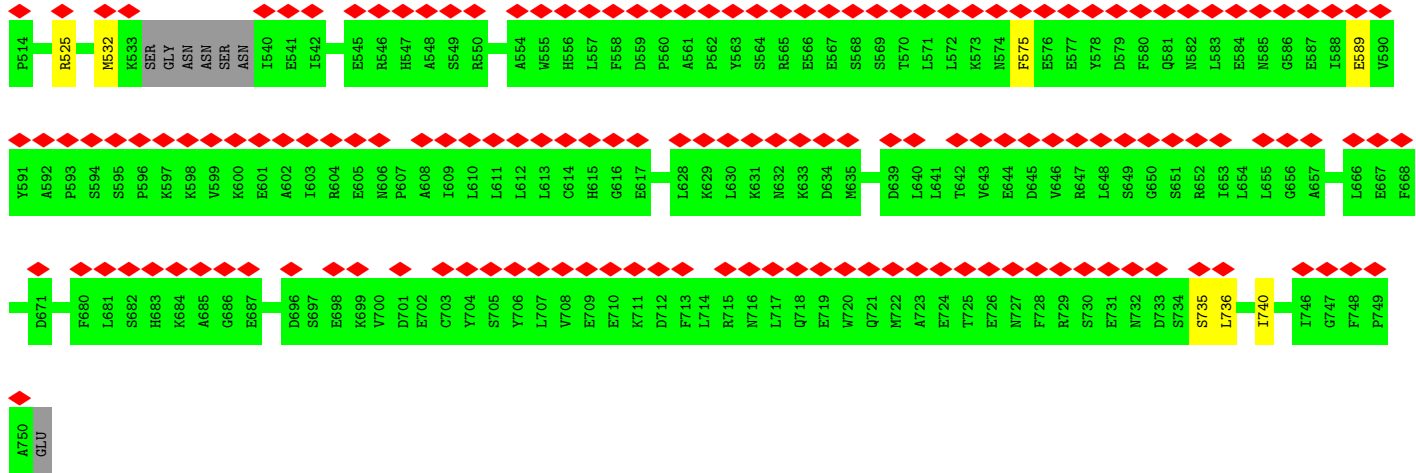 P514 R525 M532 K533 SER GLY ASN ASN SER ASN I540 E541 I542 E545 R546 H547 A548 S549 R550 A554 W555 H556 L557 F558 D559 P560 A561 P562 Y563 S564 R565 E566 E567 S568 S569 T570 L571 L572 K573 N574 F575 E576 E577 Y578 D579 F580 Q581 N582 L583 E584 N585 G586 E587 I588 E589 V590
Y591 A592 P593 S594 S595 P596 K597 K598 V599 K600 E601 A602 I603 R604 E605 N606 P607 A608 I609 L610 L611 L612 L613 C614 H615 G616 E617 L628 K629 L630 K631 N632 K633 D634 M635 D639 L640 L641 T642 V643 E644 D645 V646 R647 L648 S649 G650 S651 R652 I653 L654 L655 G656 A657 L666 E667 F668
D671 F680 L681 S682 H683 K684 A685 G686 E687 D696 S697 E698 K699 V700 D701 E702 C703 Y704 S705 Y706 L707 V708 E709 E710 K711 D712 F713 L714 R715 N716 L717 Q718 E719 W720 Q721 M722 A723 E724 T725 E726 N727 F728 R729 S730 E731 N732 D733 S734 S735 L736 I740 I746 G747 F748 P749
A750 GLU